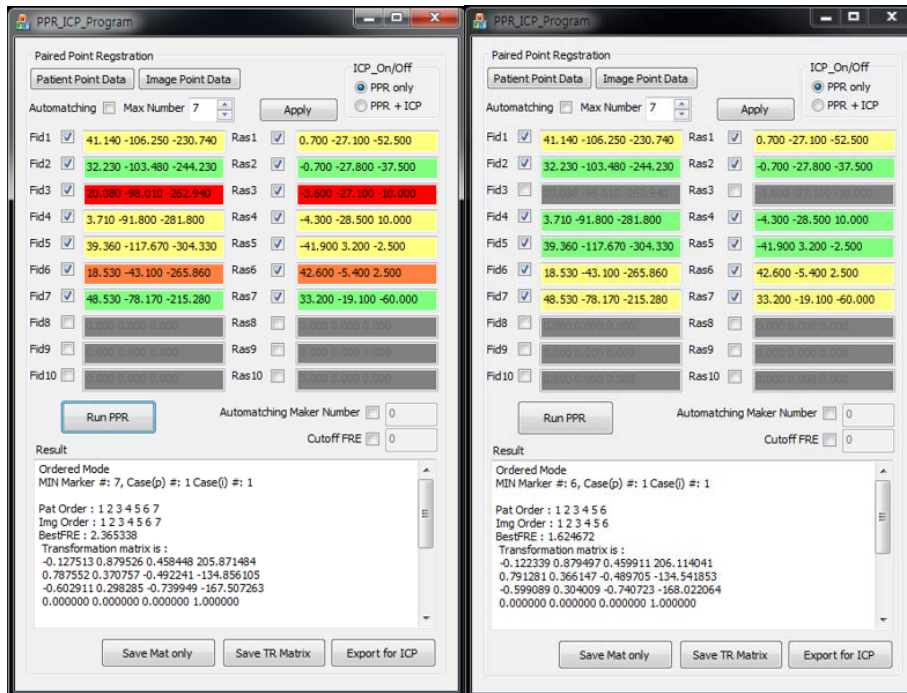 PPR_ICP_Program
Paired Point Regstration
ICP_On/Off
Patient Point Data Image Point Data
PPR only
Automatching Max Number 7 Apply PPR + ICP
Fid1 41.140 -106.250 -230.740 Ras1 0.700 -27.100 -52.500
Fid2 32.230 -103.480 -244.230 Ras2 -0.700 -27.800 -37.500
Fid3 20.080 -98.010 -262.940 Ras3 -3.600 -27.100 -10.000
Fid4 3.710 -91.800 -281.800 Ras4 -4.300 -28.500 10.000
Fid5 39.360 -117.670 -304.330 Ras5 -41.900 3.200 -2.500
Fid6 18.530 -43.100 -265.860 Ras6 42.600 -5.400 2.500
Fid7 48.530 -78.170 -215.280 Ras7 33.200 -19.100 -60.000
Fid8 0.000 0.000 0.000 Ras8 0.000 0.000 0.000
Fid9 0.000 0.000 0.000 Ras9 0.000 0.000 0.000
Fid10 0.000 0.000 0.000 Ras10 0.000 0.000 0.000
Run PPR Automatching Maker Number 0
Cutoff FRE 0
Result
Ordered Mode
MIN Marker #: 7, Case(p) #: 1 Case(i) #: 1
Pat Order : 1 2 3 4 5 6 7
Img Order : 1 2 3 4 5 6 7
BestFRE : 2.365338
Transformation matrix is :
-0.127513 0.879526 0.458448 205.871484
0.787552 0.370757 -0.492241 -134.856105
-0.602911 0.298285 -0.739949 -167.507263
0.000000 0.000000 0.000000 1.000000
Save Mat only Save TR Matrix Export for ICP
PPR_ICP_Program
Paired Point Regstration
ICP_On/Off
Patient Point Data Image Point Data
PPR only
Automatching Max Number 7 Apply PPR + ICP
Fid1 41.140 -106.250 -230.740 Ras1 0.700 -27.100 -52.500
Fid2 32.230 -103.480 -244.230 Ras2 -0.700 -27.800 -37.500
Fid3 20.080 -98.010 -262.940 Ras3 -3.600 -27.100 -10.000
Fid4 3.710 -91.800 -281.800 Ras4 -4.300 -28.500 10.000
Fid5 39.360 -117.670 -304.330 Ras5 -41.900 3.200 -2.500
Fid6 18.530 -43.100 -265.860 Ras6 42.600 -5.400 2.500
Fid7 48.530 -78.170 -215.280 Ras7 33.200 -19.100 -60.000
Fid8 0.000 0.000 0.000 Ras8 0.000 0.000 0.000
Fid9 0.000 0.000 0.000 Ras9 0.000 0.000 0.000
Fid10 0.000 0.000 0.000 Ras10 0.000 0.000 0.000
Run PPR Automatching Maker Number 0
Cutoff FRE 0
Result
Ordered Mode
MIN Marker #: 6, Case(p) #: 1 Case(i) #: 1
Pat Order : 1 2 3 4 5 6
Img Order : 1 2 3 4 5 6
BestFRE : 1.624672
Transformation matrix is :
-0.122339 0.879497 0.459911 206.114041
0.791281 0.366147 -0.489705 -134.541853
-0.599089 0.304009 -0.740723 -168.022064
0.000000 0.000000 0.000000 1.000000
Save Mat only Save TR Matrix Export for ICP